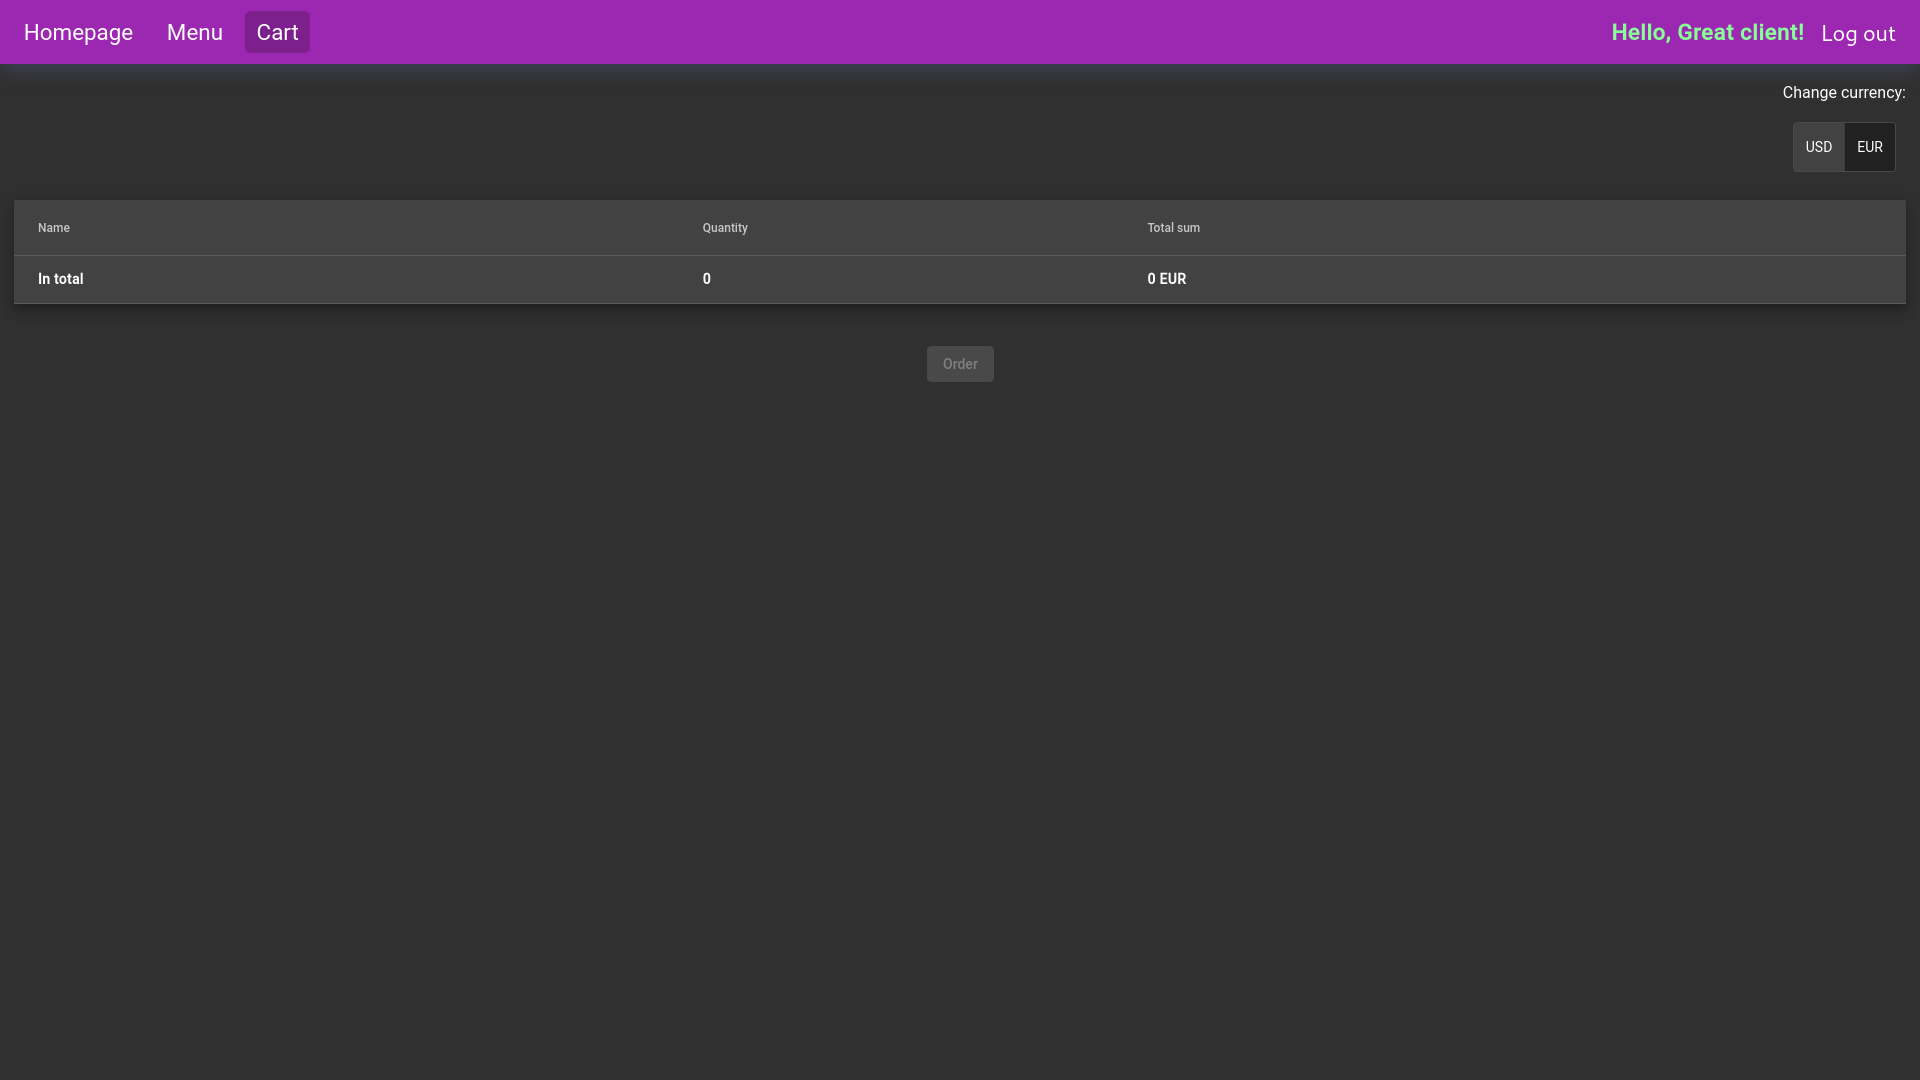 Homepage Menu Cart Hello, Great client! Log out
Change currency:
USD EUR
Name Quantity Total sum
In total 0 0 EUR
Order